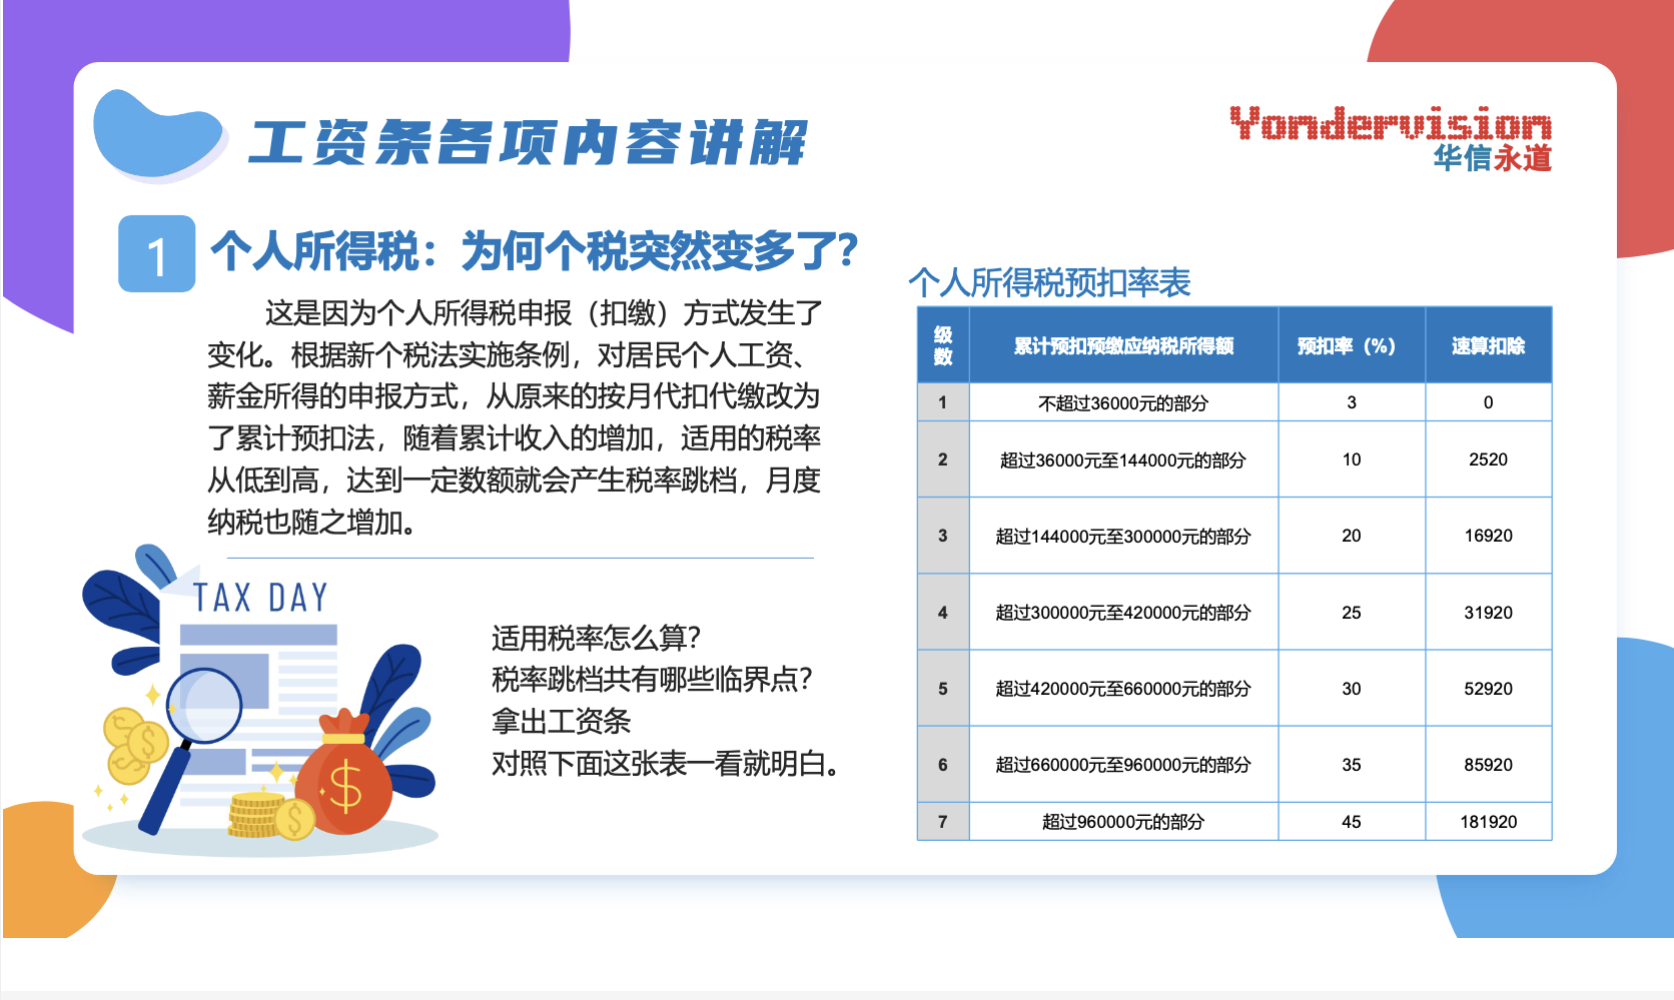 工资条各项内容讲解
Yondervision
华信永道
1
个人所得税：为何个税突然变多了？
这是因为个人所得税申报（扣缴）方式发生了
变化。根据新个税法实施条例，对居民个人工资、
薪金所得的申报方式，从原来的按月代扣代缴改为
了累计预扣法，随着累计收入的增加，适用的税率
从低到高，达到一定数额就会产生税率跳档，月度
纳税也随之增加。
TAX DAY
适用税率怎么算？
税率跳档共有哪些临界点？
拿出工资条
对照下面这张表一看就明白。
个人所得税预扣率表
级数 累计预扣预缴应纳税所得额 预扣率（%） 速算扣除
1 不超过36000元的部分 3 0
2 超过36000元至144000元的部分 10 2520
3 超过144000元至300000元的部分 20 16920
4 超过300000元至420000元的部分 25 31920
5 超过420000元至660000元的部分 30 52920
6 超过660000元至960000元的部分 35 85920
7 超过960000元的部分 45 181920